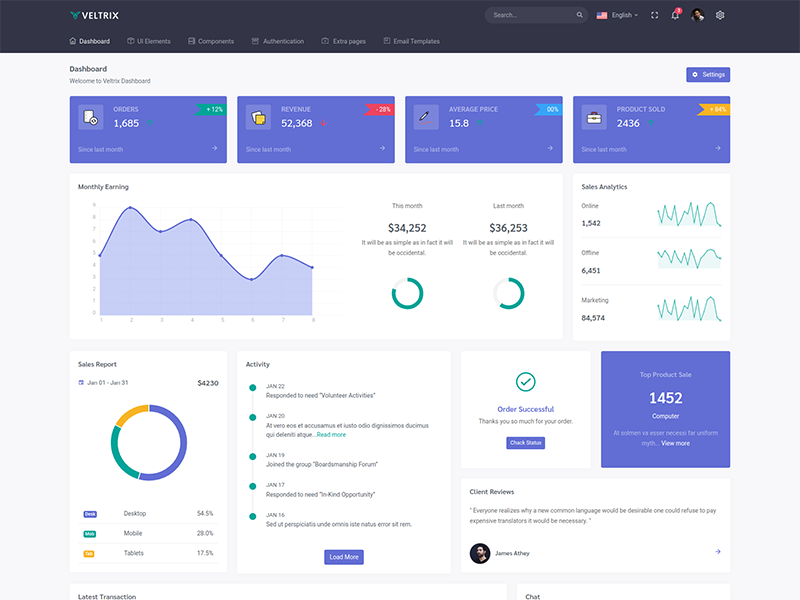 VELTRIX
Search...
English
3
Dashboard
UI Elements
Components
Authentication
Extra pages
Email Templates
Dashboard
Welcome to Veltrix Dashboard
Settings
ORDERS
1,685
+ 12%
Since last month
REVENUE
52,368
- 28%
Since last month
AVERAGE PRICE
15.8
00%
Since last month
PRODUCT SOLD
2436
+ 84%
Since last month
Monthly Earning
9
8
7
6
5
4
3
2
1
0
1 2 3 4 5 6 7 8
This month
$34,252
It will be as simple as in fact it will
be occidental.
Last month
$36,253
It will be as simple as in fact it will
be occidental.
Sales Analytics
Online
1,542
Offline
6,451
Marketing
84,574
Sales Report
Jan 01 - Jan 31
$4230
Desk Desktop 54.5%
Mob Mobile 28.0%
Tab Tablets 17.5%
Activity
JAN 22
Responded to need "Volunteer Activities"
JAN 20
At vero eos et accusamus et iusto odio dignissimos ducimus
qui deleniti atque...Read more
JAN 19
Joined the group "Boardsmanship Forum"
JAN 17
Responded to need "In-Kind Opportunity"
JAN 16
Sed ut perspiciatis unde omnis iste natus error sit rem.
Load More
Order Successful
Thanks you so much for your order.
Chack Status
Top Product Sale
1452
Computer
At solmen va esser necessi far uniform
myth... View more
Client Reviews
" Everyone realizes why a new common language would be desirable one could refuse to pay
expensive translators it would be necessary. "
James Athey
Latest Transaction
Chat